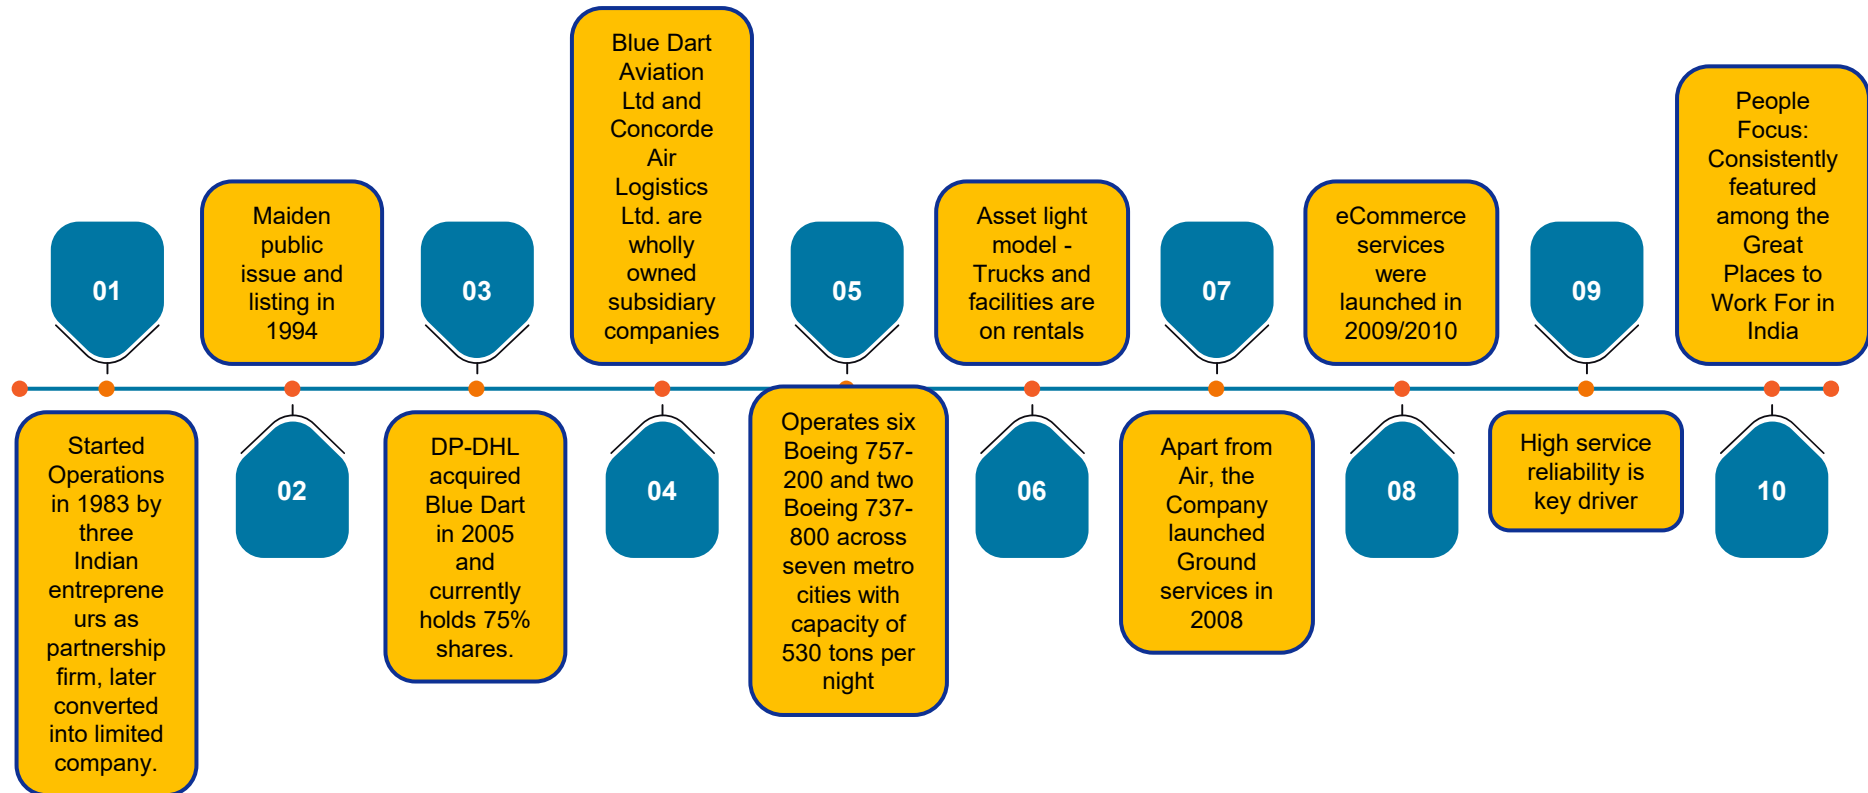 01
Started
Operations
in 1983 by
three
Indian
entreprene
urs as
partnership
firm, later
converted
into limited
company.
Maiden
public
issue and
listing in
1994
02
03
DP-DHL
acquired
Blue Dart
in 2005
and
currently
holds 75%
shares.
Blue Dart
Aviation
Ltd and
Concorde
Air
Logistics
Ltd. are
wholly
owned
subsidiary
companies
04
05
Operates six
Boeing 757-
200 and two
Boeing 737-
800 across
seven metro
cities with
capacity of
530 tons per
night
Asset light
model -
Trucks and
facilities are
on rentals
06
07
Apart from
Air, the
Company
launched
Ground
services in
2008
eCommerce
services
were
launched in
2009/2010
08
09
High service
reliability is
key driver
People
Focus:
Consistently
featured
among the
Great
Places to
Work For in
India
10